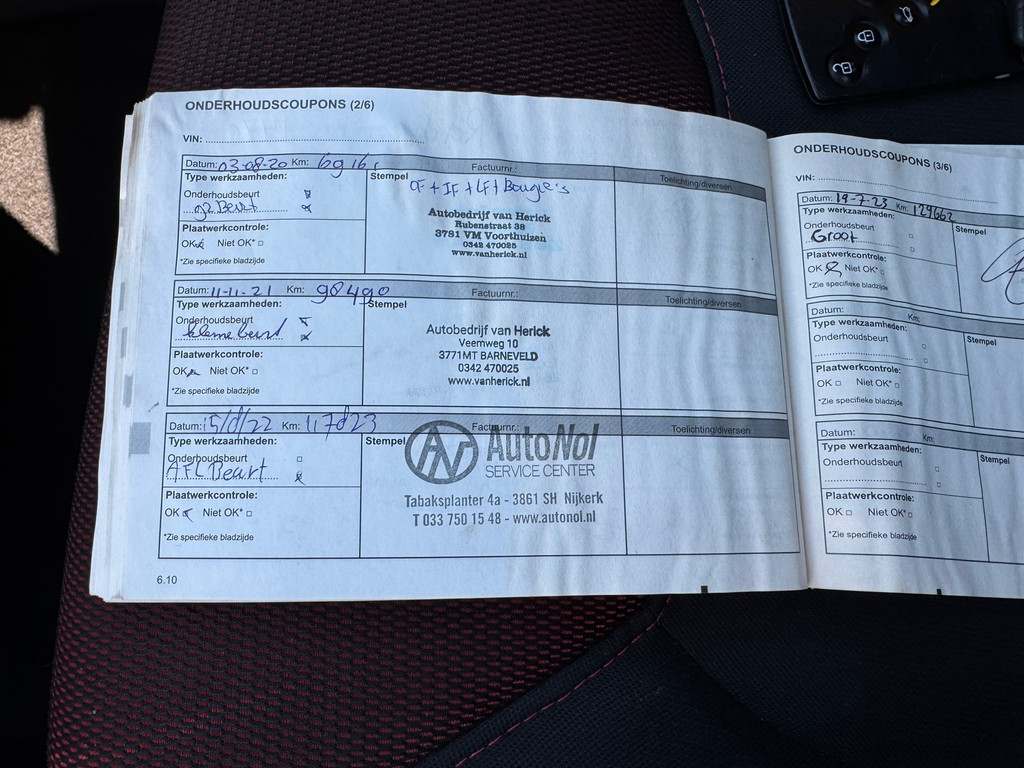 ONDERHOUDSCOUPONS (2/6)
VIN:
Datum: 03-08-20 Km: Factuurnr.: Toelichting/diversen
Type werkzaamheden: Stempel
OF + IF + LF + Bougie's
Onderhoudsbeurt
Beurt
Autobedrijf van Herick
Rubenstraat 38
3781 VM Voorthuizen
0342 470025
www.vanherick.nl
Plaatwerkcontrole:
OK Niet OK*
*Zie specifieke bladzijde
Datum: 11-11-21 Km: 98490 Factuurnr.: Toelichting/diversen
Type werkzaamheden: Stempel
Onderhoudsbeurt
kleine beurt
Autobedrijf van Herick
Veemweg 10
3771MT BARNEVELD
0342 470025
www.vanherick.nl
Plaatwerkcontrole:
OK Niet OK*
*Zie specifieke bladzijde
Datum: Km: Factuurnr.: Toelichting/diversen
Type werkzaamheden: Stempel
Onderhoudsbeurt
AFL Beurt
AutoNol
SERVICE CENTER
Tabaksplanter 4a - 3861 SH Nijkerk
T 033 750 15 48 - www.autonol.nl
Plaatwerkcontrole:
OK Niet OK*
*Zie specifieke bladzijde
6.10
ONDERHOUDSCOUPONS (3/6)
VIN:
Datum: 19-7-23 Km: 129662
Type werkzaamheden: Stempel
Onderhoudsbeurt
Groot
Plaatwerkcontrole:
OK Niet OK*
*Zie specifieke bladzijde
Datum: Km:
Type werkzaamheden: Stempel
Onderhoudsbeurt
Plaatwerkcontrole:
OK Niet OK*
*Zie specifieke bladzijde
Datum: Km:
Type werkzaamheden: Stempel
Onderhoudsbeurt
Plaatwerkcontrole:
OK Niet OK*
*Zie specifieke bladzijde